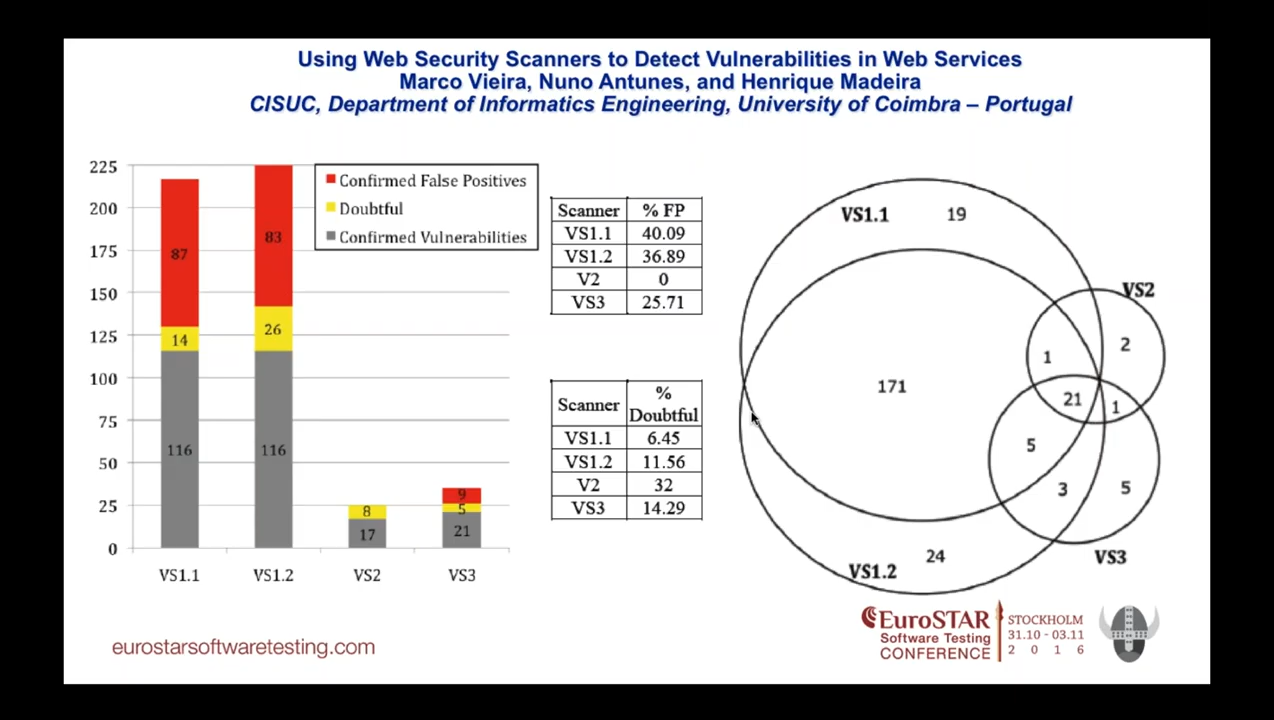 Using Web Security Scanners to Detect Vulnerabilities in Web Services
Marco Vieira, Nuno Antunes, and Henrique Madeira
CISUC, Department of Informatics Engineering, University of Coimbra – Portugal
225
200
175
150
125
100
75
50
25
0
Confirmed False Positives
Doubtful
Confirmed Vulnerabilities
87
14
116
83
26
116
8
17
9
5
21
VS1.1 VS1.2 VS2 VS3
Scanner % FP
VS1.1 40.09
VS1.2 36.89
V2 0
VS3 25.71
Scanner % Doubtful
VS1.1 6.45
VS1.2 11.56
V2 32
VS3 14.29
VS1.1 19
VS2
2
1
171
21 1
5
3 5
24
VS1.2
VS3
eurostarsoftwaretesting.com
EuroSTAR
Software Testing
CONFERENCE
STOCKHOLM
31.10 - 03.11
2 0 1 6